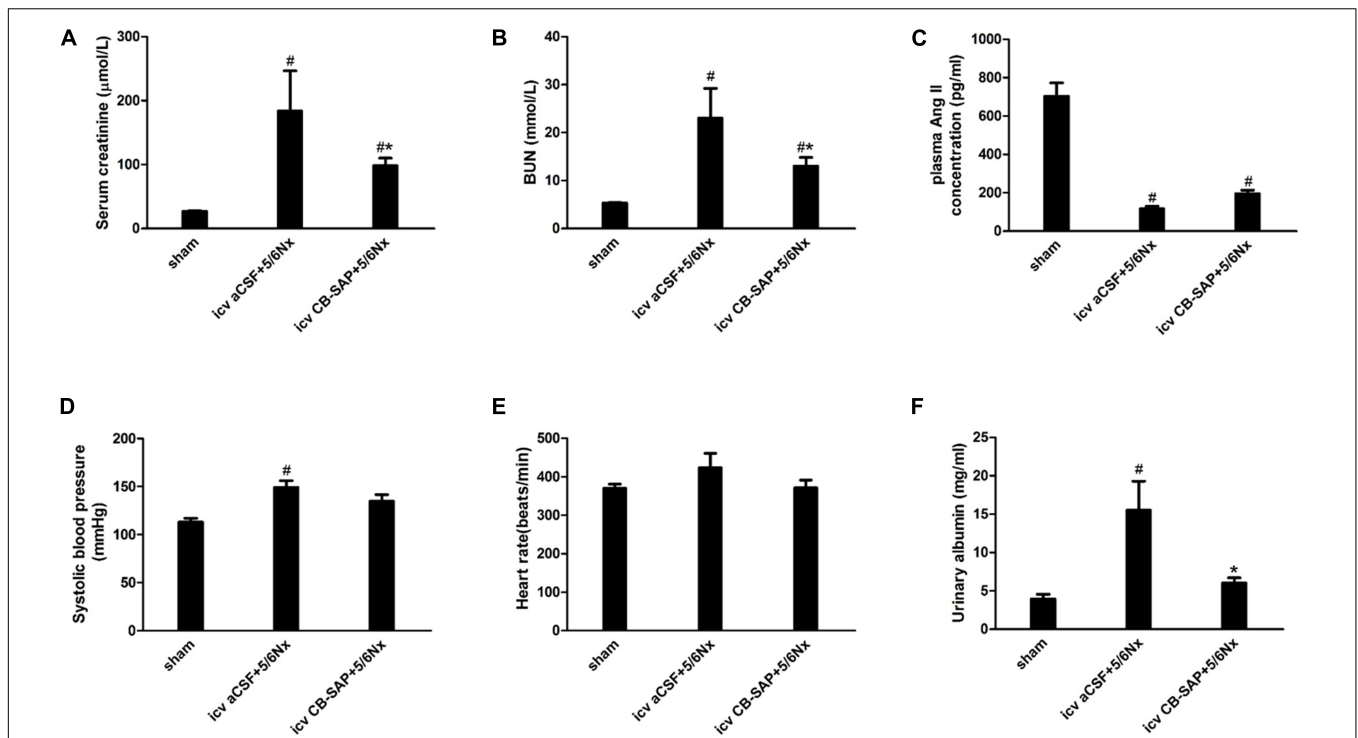 A
Serum creatinine (μmol/L)
300
200
100
0
#
#*
sham
icv aCSF+5/6Nx
icv CB-SAP+5/6Nx
B
BUN (mmol/L)
40
30
20
10
0
#
#*
sham
icv aCSF+5/6Nx
icv CB-SAP+5/6Nx
C
plasma Ang II
concentration (pg/ml)
1000
800
600
400
200
0
#
#
sham
icv aCSF+5/6Nx
icv CB-SAP+5/6Nx
D
Systolic blood pressure
(mmHg)
200
150
100
50
0
#
sham
icv aCSF+5/6Nx
icv CB-SAP+5/6Nx
E
Heart rate(beats/min)
500
400
300
200
100
0
sham
icv aCSF+5/6Nx
icv CB-SAP+5/6Nx
F
Urinary albumin (mg/ml)
25
20
15
10
5
0
#
*
sham
icv aCSF+5/6Nx
icv CB-SAP+5/6Nx